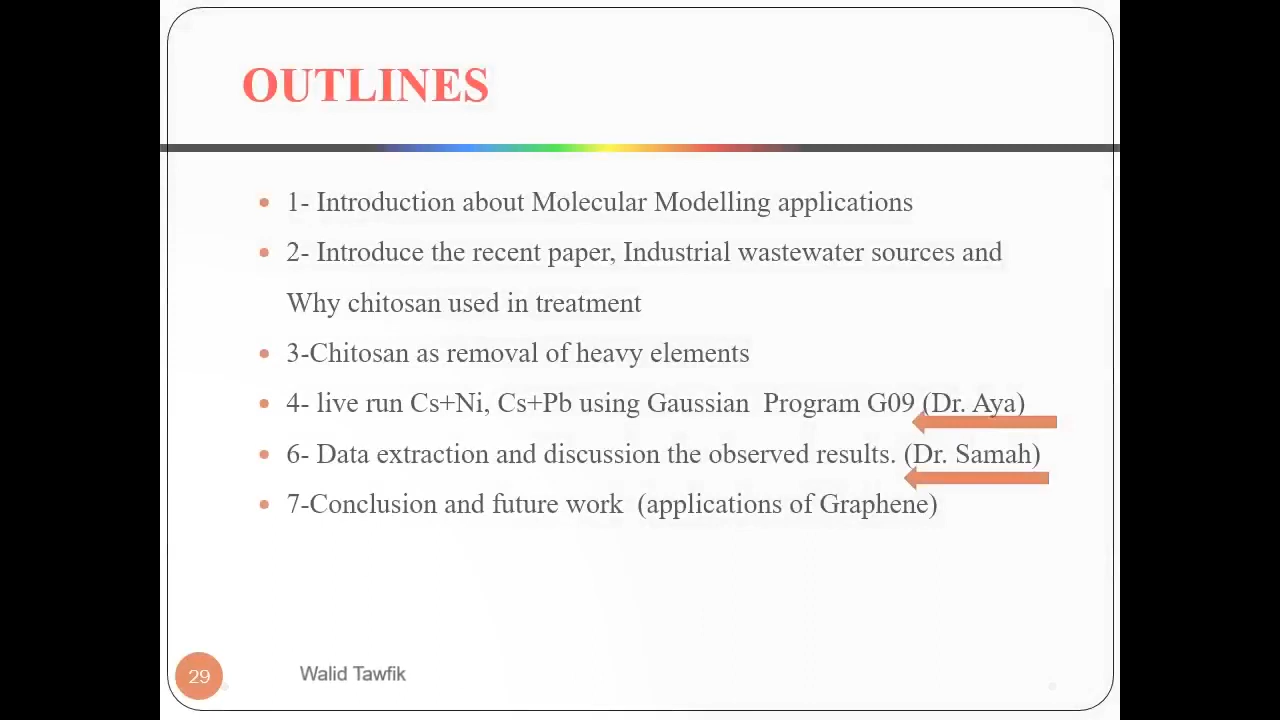 OUTLINES
• 1- Introduction about Molecular Modelling applications
• 2- Introduce the recent paper, Industrial wastewater sources and
Why chitosan used in treatment
• 3-Chitosan as removal of heavy elements
• 4- live run Cs+Ni, Cs+Pb using Gaussian  Program G09 (Dr. Aya)
• 6- Data extraction and discussion the observed results. (Dr. Samah)
• 7-Conclusion and future work  (applications of Graphene)
29
Walid Tawfik